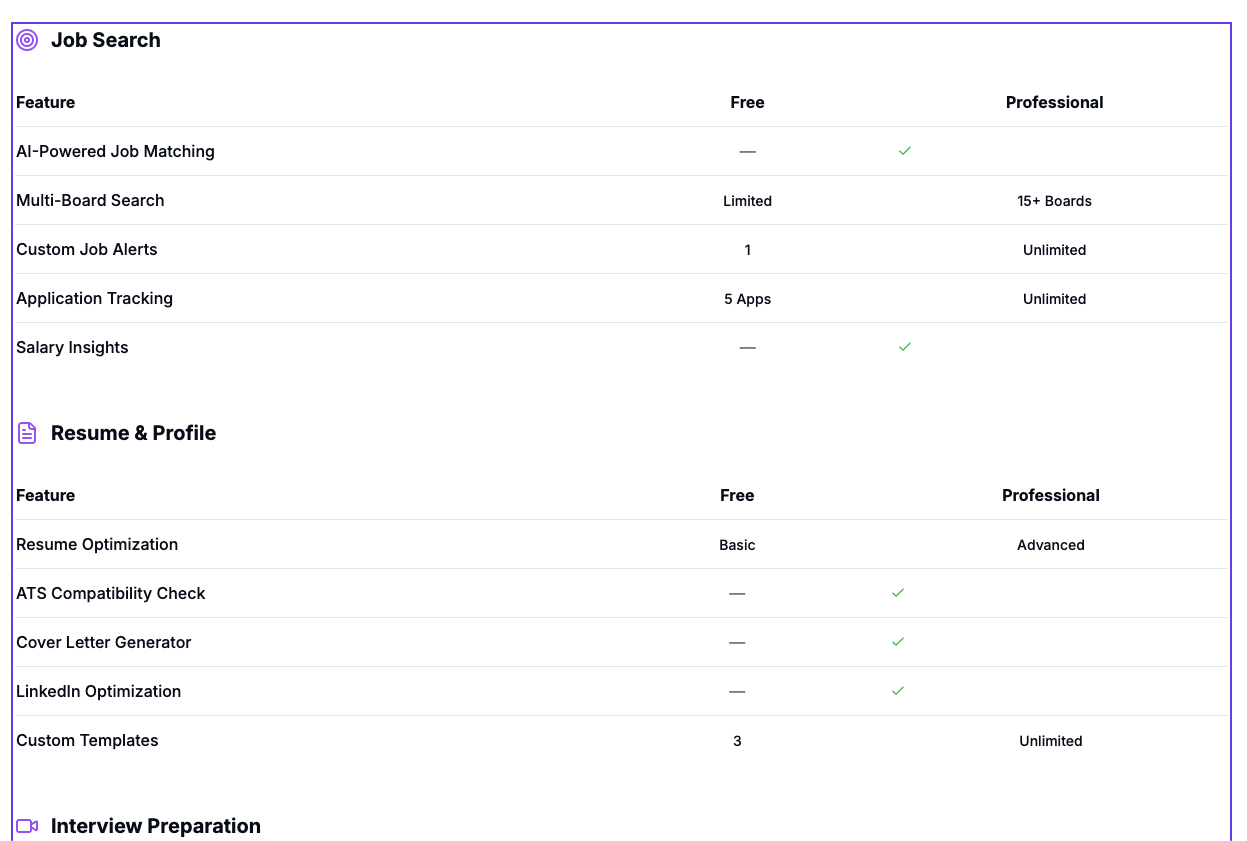 Job Search
Feature Free Professional
AI-Powered Job Matching — ✓
Multi-Board Search Limited 15+ Boards
Custom Job Alerts 1 Unlimited
Application Tracking 5 Apps Unlimited
Salary Insights — ✓
Resume & Profile
Feature Free Professional
Resume Optimization Basic Advanced
ATS Compatibility Check — ✓
Cover Letter Generator — ✓
LinkedIn Optimization — ✓
Custom Templates 3 Unlimited
Interview Preparation